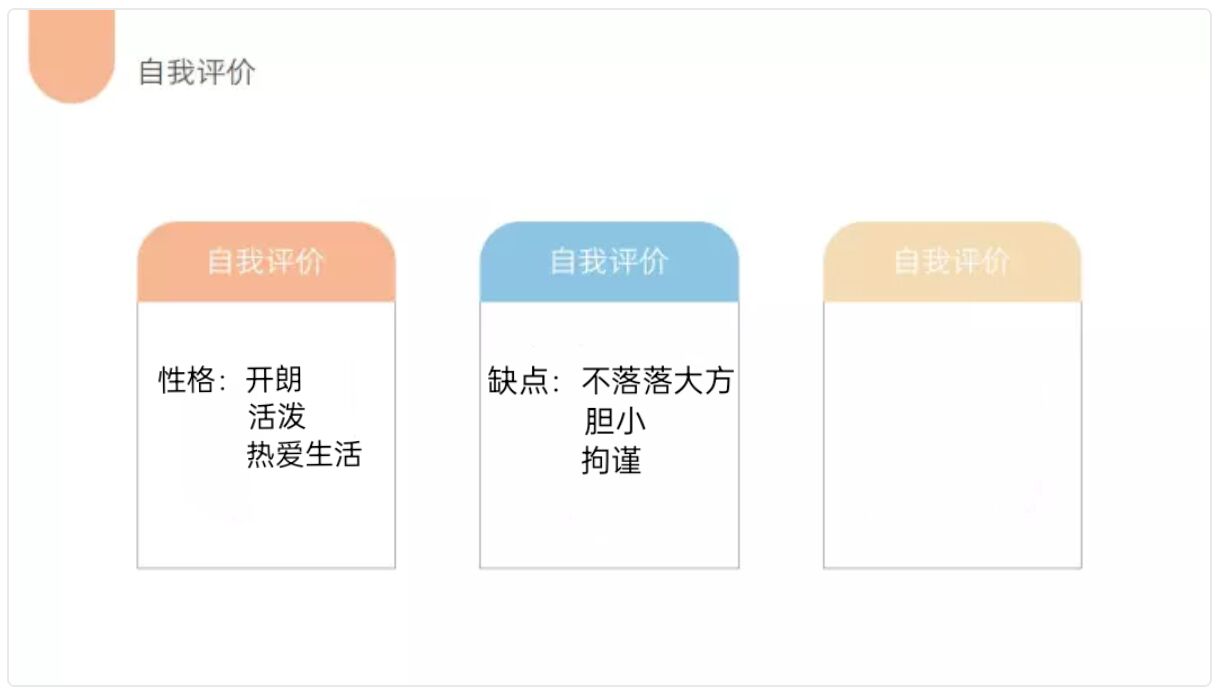 自我评价
自我评价
性格：开朗
活泼
热爱生活
自我评价
缺点：不落落大方
胆小
拘谨
自我评价